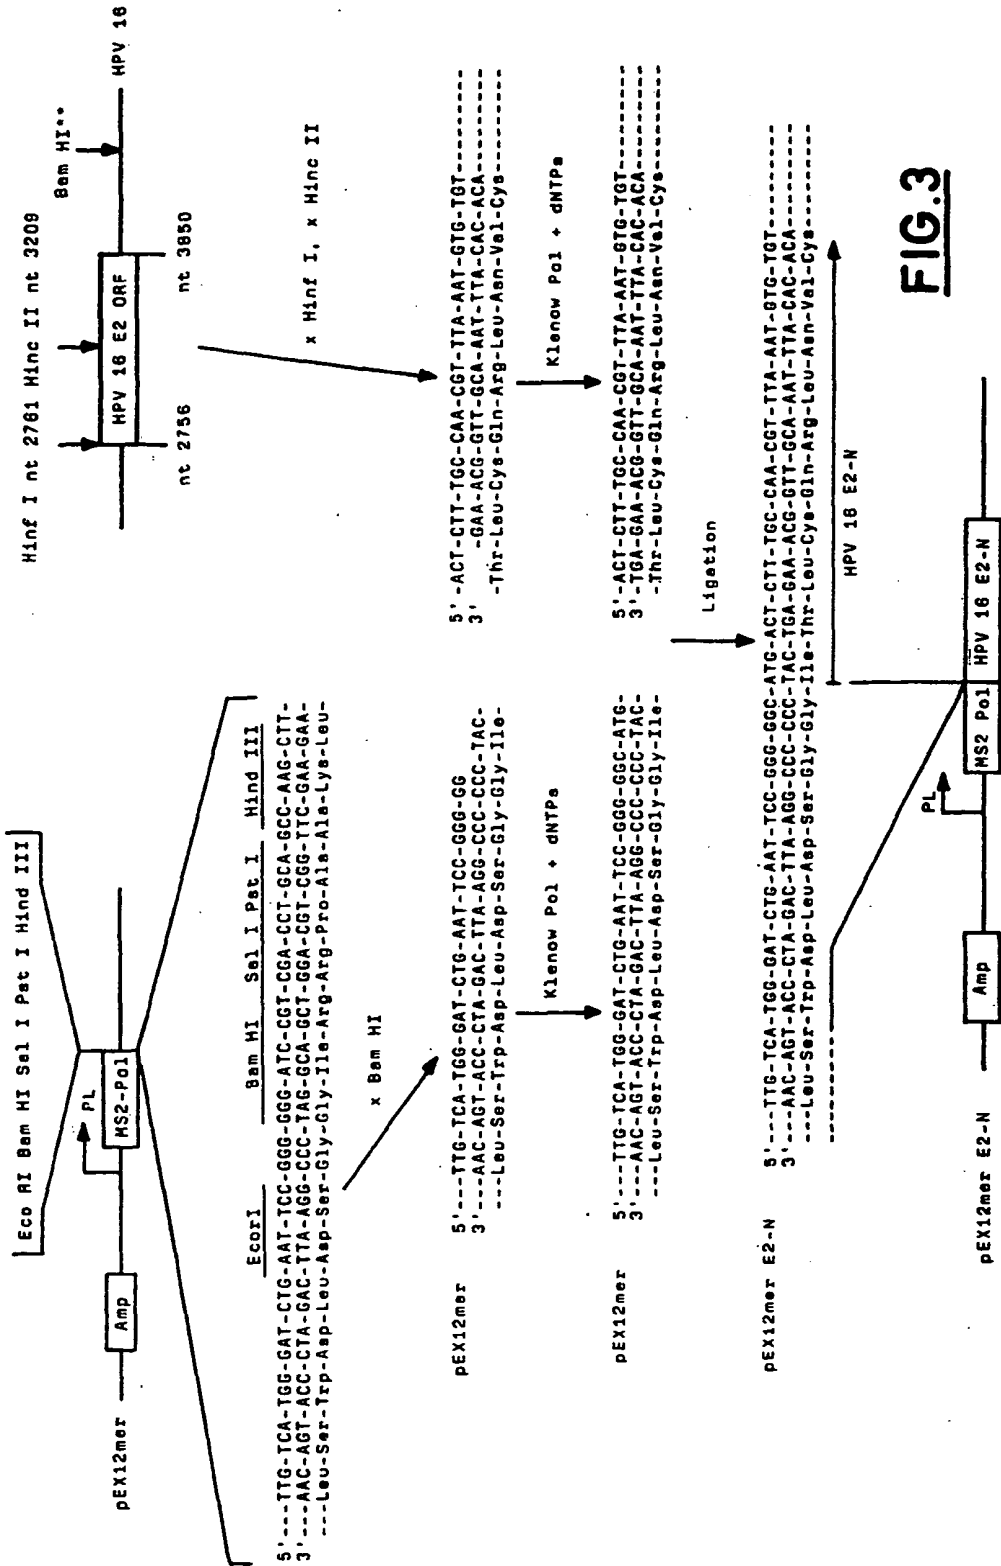 Eco RI Bam HI Sal I Pst I Hind III
PL
pEX12mer
Amp
MS2-Pol
EcorI
Bam HI
Sal I Pst I
Hind III
5'---TTG-TCA-TGG-GAT-CTG-AAT-TCC-GGG-GGG-ATC-CGT-CGA-CCT-GCA-GCC-AAG-CTT-
3'---AAC-AGT-ACC-CTA-GAC-TTA-AGG-CCC-CCC-TAG-GCA-GCT-GGA-CGT-CGG-TTC-GAA-GAA-
---Leu-Ser-Trp-Asp-Leu-Asp-Ser-Gly-Gly-Ile-Arg-Arg-Pro-Ala-Ala-Lys-Leu-
x Bam HI
pEX12mer
5'---TTG-TCA-TGG-GAT-CTG-AAT-TCC-GGG-GG
3'---AAC-AGT-ACC-CTA-GAC-TTA-AGG-CCC-CCC-TAC-
---Leu-Ser-Trp-Asp-Leu-Asp-Ser-Gly-Gly-Ile-
Klenow Pol + dNTPs
pEX12mer
5'---TTG-TCA-TGG-GAT-CTG-AAT-TCC-GGG-GGC-ATG-
3'---AAC-AGT-ACC-CTA-GAC-TTA-AGG-CCC-CCC-TAC-
---Leu-Ser-Trp-Asp-Leu-Asp-Ser-Gly-Gly-Ile-
Hinf I nt 2761 Hinc II nt 3209
Bam HI**
HPV 16 E2 ORF
HPV 16
nt 2756
nt 3850
x Hinf I, x Hinc II
5'-ACT-CTT-TGC-CAA-CGT-TTA-AAT-GTG-TGT---------
3' -GAA-ACG-GTT-GCA-AAT-TTA-CAC-ACA---------
-Thr-Leu-Cys-Gln-Arg-Leu-Asn-Val-Cys---------
Klenow Pol + dNTPs
5'-ACT-CTT-TGC-CAA-CGT-TTA-AAT-GTG-TGT---------
3'-TGA-GAA-ACG-GTT-GCA-AAT-TTA-CAC-ACA---------
-Thr-Leu-Cys-Gln-Arg-Leu-Asn-Val-Cys---------
Ligation
pEX12mer E2-N
5'---TTG-TCA-TGG-GAT-CTG-AAT-TCC-GGG-GGC-ATG-ACT-CTT-TGC-CAA-CGT-TTA-AAT-GTG-TGT---------
3'---AAC-AGT-ACC-CTA-GAC-TTA-AGG-CCC-CCC-TAC-TGA-GAA-ACG-GTT-GCA-AAT-TTA-CAC-ACA---------
---Leu-Ser-Trp-Asp-Leu-Asp-Ser-Gly-Gly-Ile-Thr-Leu-Cys-Gln-Arg-Leu-Asn-Val-Cys---------
HPV 16 E2-N
PL
pEX12mer E2-N
Amp
MS2 Pol
HPV 16 E2-N
FIG.3